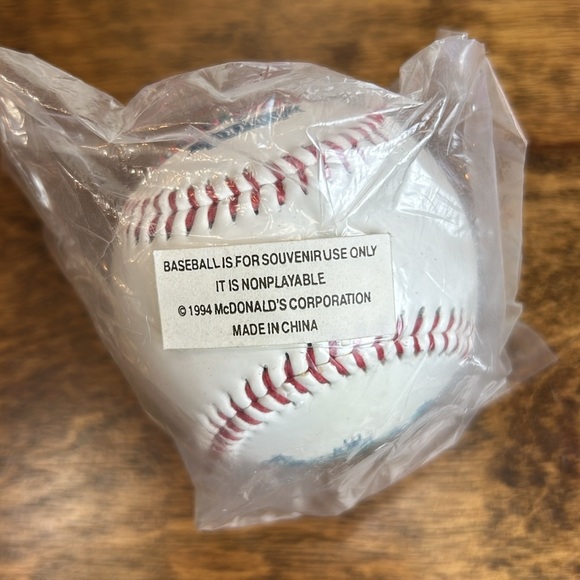 BASEBALL IS FOR SOUVENIR USE ONLY
IT IS NONPLAYABLE
© 1994 McDONALD'S CORPORATION
MADE IN CHINA